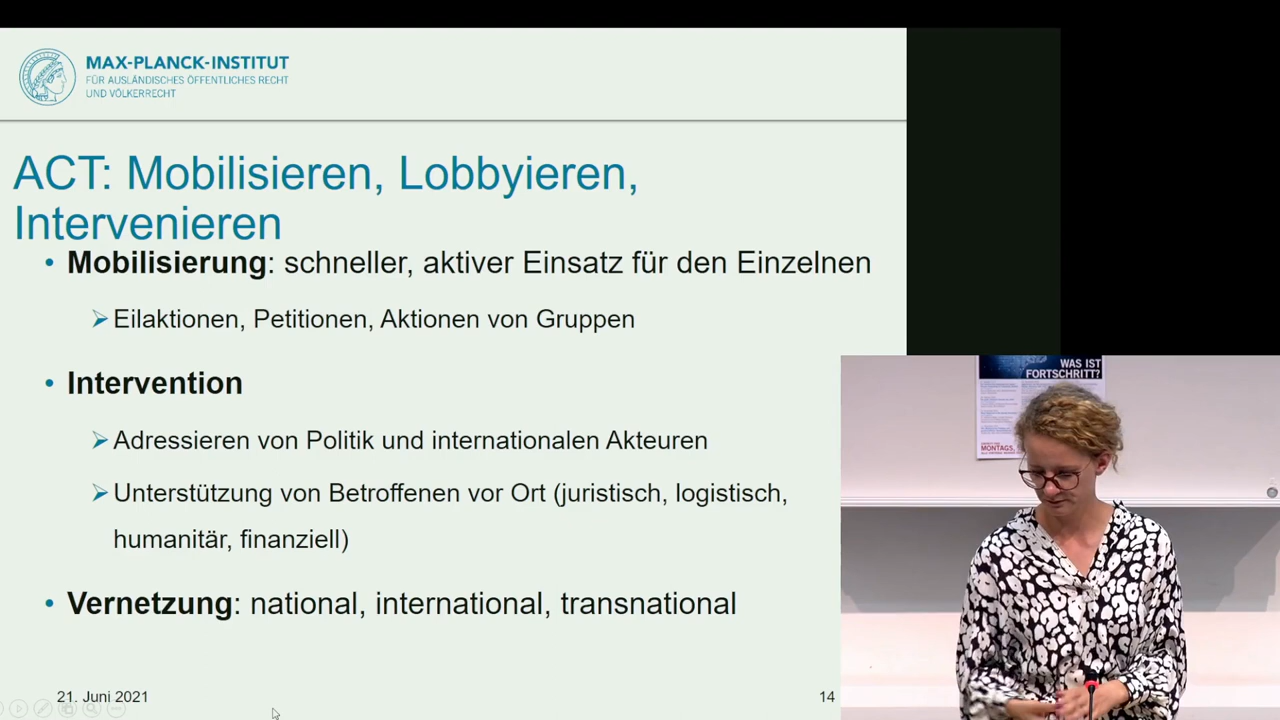 MAX-PLANCK-INSTITUT
FÜR AUSLÄNDISCHES ÖFFENTLICHES RECHT
UND VÖLKERRECHT
ACT: Mobilisieren, Lobbyieren,
Intervenieren
• Mobilisierung: schneller, aktiver Einsatz für den Einzelnen
➢ Eilaktionen, Petitionen, Aktionen von Gruppen
• Intervention
➢ Adressieren von Politik und internationalen Akteuren
➢ Unterstützung von Betroffenen vor Ort (juristisch, logistisch,
humanitär, finanziell)
• Vernetzung: national, international, transnational
21. Juni 2021
14
WAS IST
FORTSCHRITT?
MONTAGS,